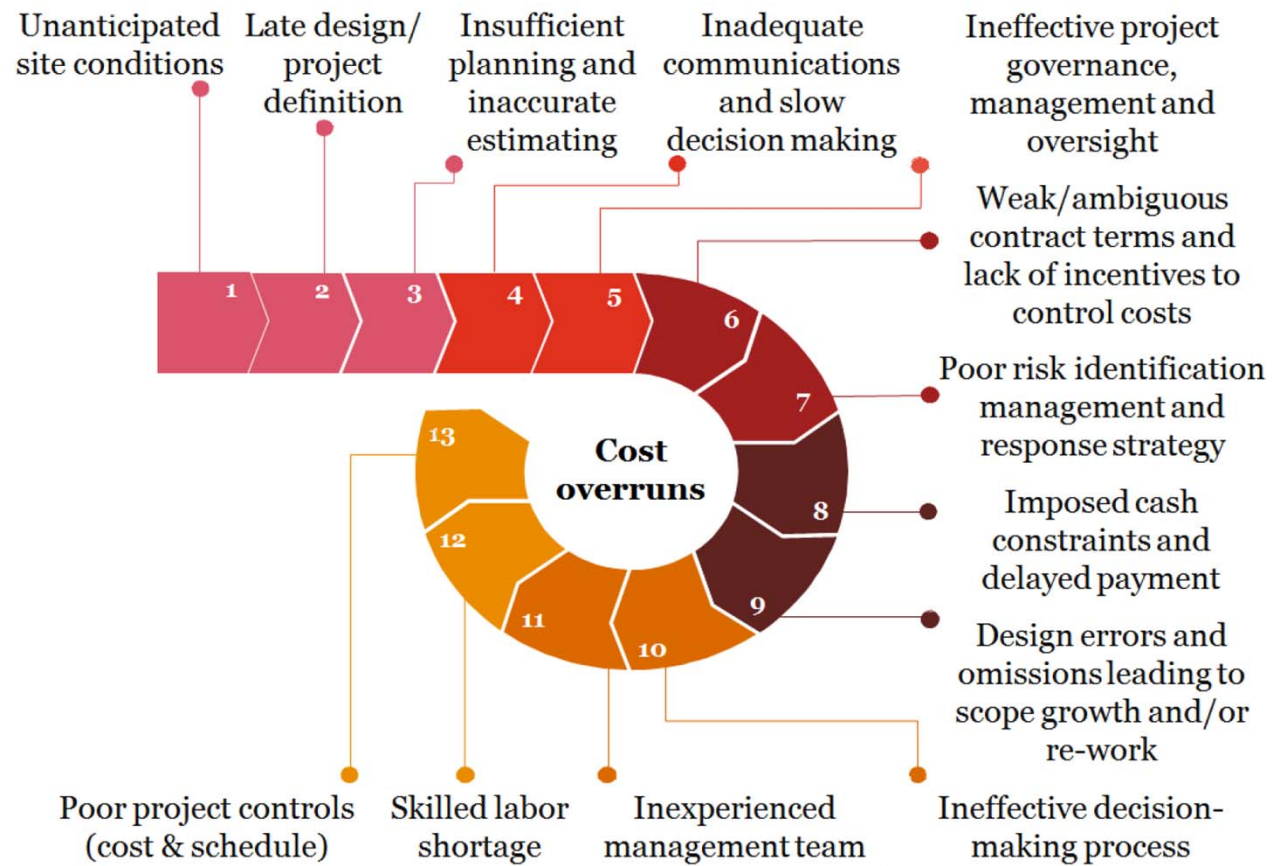 Unanticipated
site conditions
Late design/
project
definition
Insufficient
planning and
inaccurate
estimating
Inadequate
communications
and slow
decision making
Ineffective project
governance,
management and
oversight
Weak/ambiguous
contract terms and
lack of incentives to
control costs
Poor risk identification
management and
response strategy
Imposed cash
constraints and
delayed payment
Design errors and
omissions leading to
scope growth and/or
re-work
Ineffective decision-
making process
Inexperienced
management team
Skilled labor
shortage
Poor project controls
(cost & schedule)
1
2
3
4
5
6
7
8
9
10
11
12
13
Cost
overruns